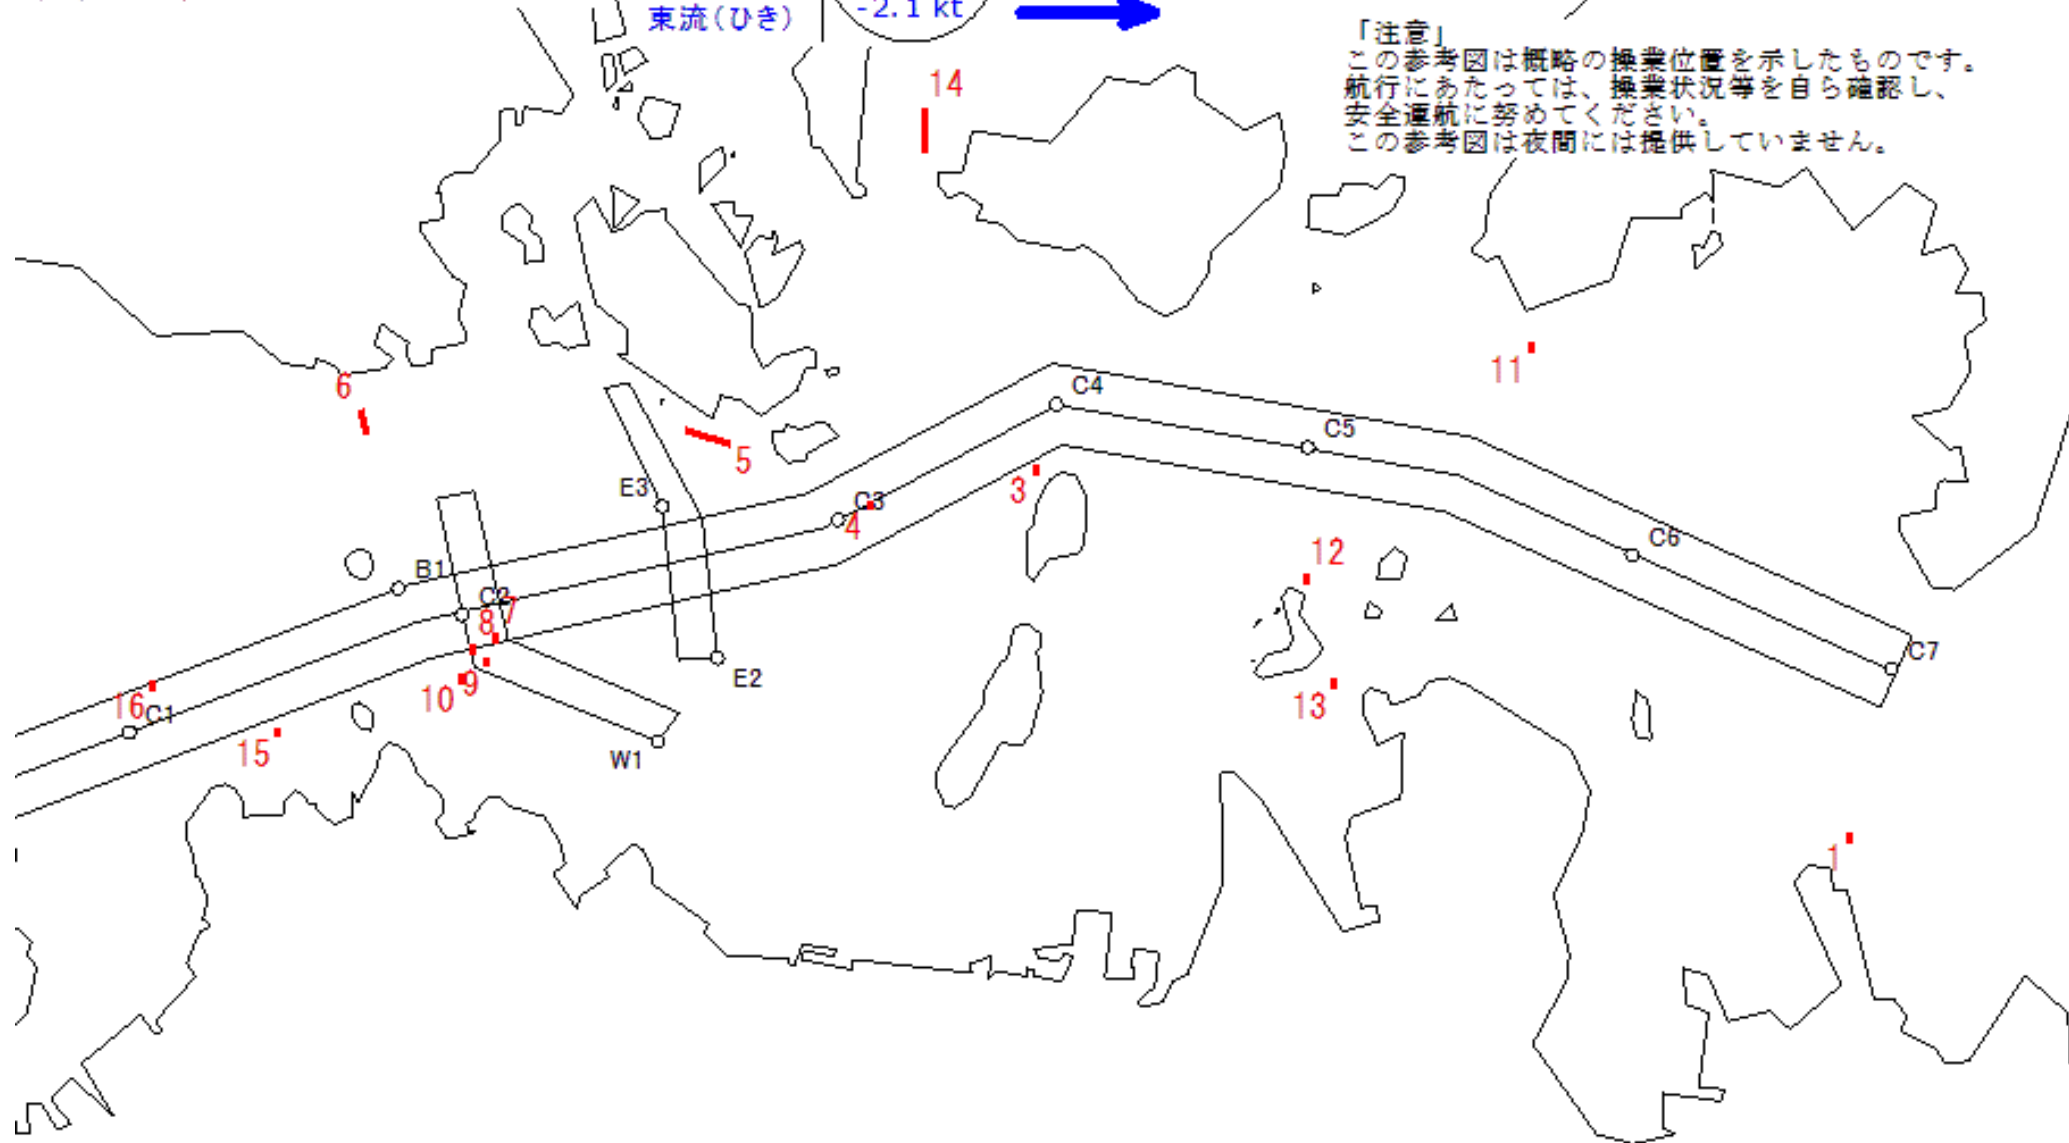 東流(ひき)
-2.1 kt
「注意」
この参考図は概略の操業位置を示したものです。
航行にあたっては、操業状況等を自ら確認し、
安全運航に努めてください。
この参考図は夜間には提供していません。
14
11
6
C4
C5
5
E3
3
C3
4
C6
12
B1
C2
7
8
C7
E2
9
10
13
16
C1
15
W1
1